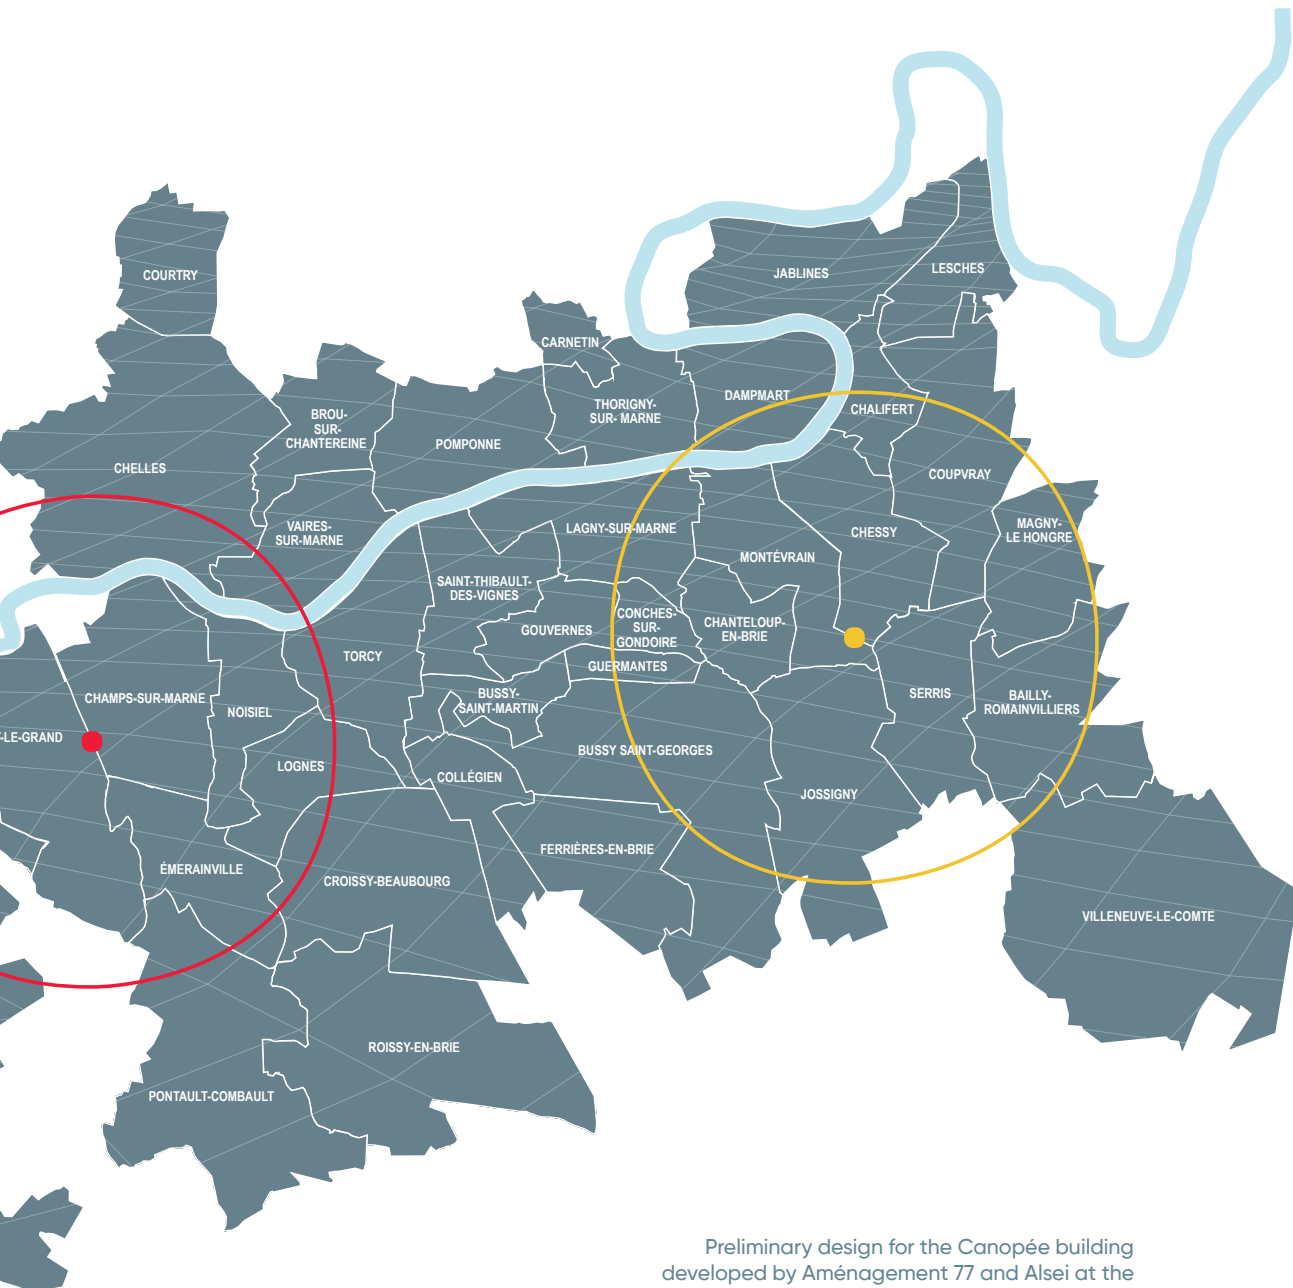 COURTRY
JABLINES
LESCHES
CARNETIN
DAMPMART
THORIGNY-
SUR- MARNE
CHALIFERT
BROU-
SUR-
CHANTEREINE
POMPONNE
CHELLES
COUPVRAY
VAIRES-
SUR-MARNE
LAGNY-SUR-MARNE
CHESSY
MAGNY-
LE HONGRE
MONTÉVRAIN
SAINT-THIBAULT-
DES-VIGNES
GOUVERNES
CONCHES-
SUR-
GONDOIRE
CHANTELOUP-
EN-BRIE
TORCY
GUERMANTES
CHAMPS-SUR-MARNE
NOISIEL
BUSSY-
SAINT-MARTIN
SERRIS
BAILLY-
ROMAINVILLIERS
-LE-GRAND
LOGNES
COLLÉGIEN
BUSSY SAINT-GEORGES
JOSSIGNY
ÉMERAINVILLE
CROISSY-BEAUBOURG
FERRIÈRES-EN-BRIE
VILLENEUVE-LE-COMTE
ROISSY-EN-BRIE
PONTAULT-COMBAULT
Preliminary design for the Canopée building
developed by Aménagement 77 and Alsei at the